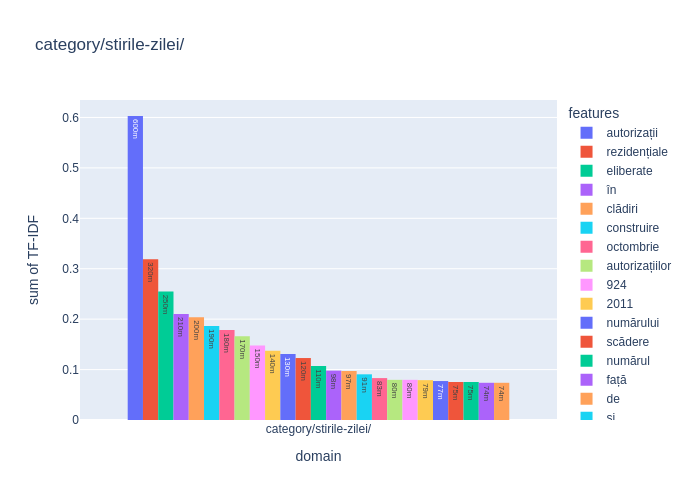 category/stirile-zilei/
features
autorizații
rezidențiale
eliberate
în
clădiri
construire
octombrie
autorizațiilor
924
2011
numărului
scădere
numărul
față
de
și
sum of TF-IDF
0.6
0.5
0.4
0.3
0.2
0.1
0
600m
320m
250m
210m
200m
190m
180m
170m
150m
140m
130m
120m
110m
98m
97m
91m
83m
80m
80m
79m
77m
75m
75m
74m
74m
category/stirile-zilei/
domain